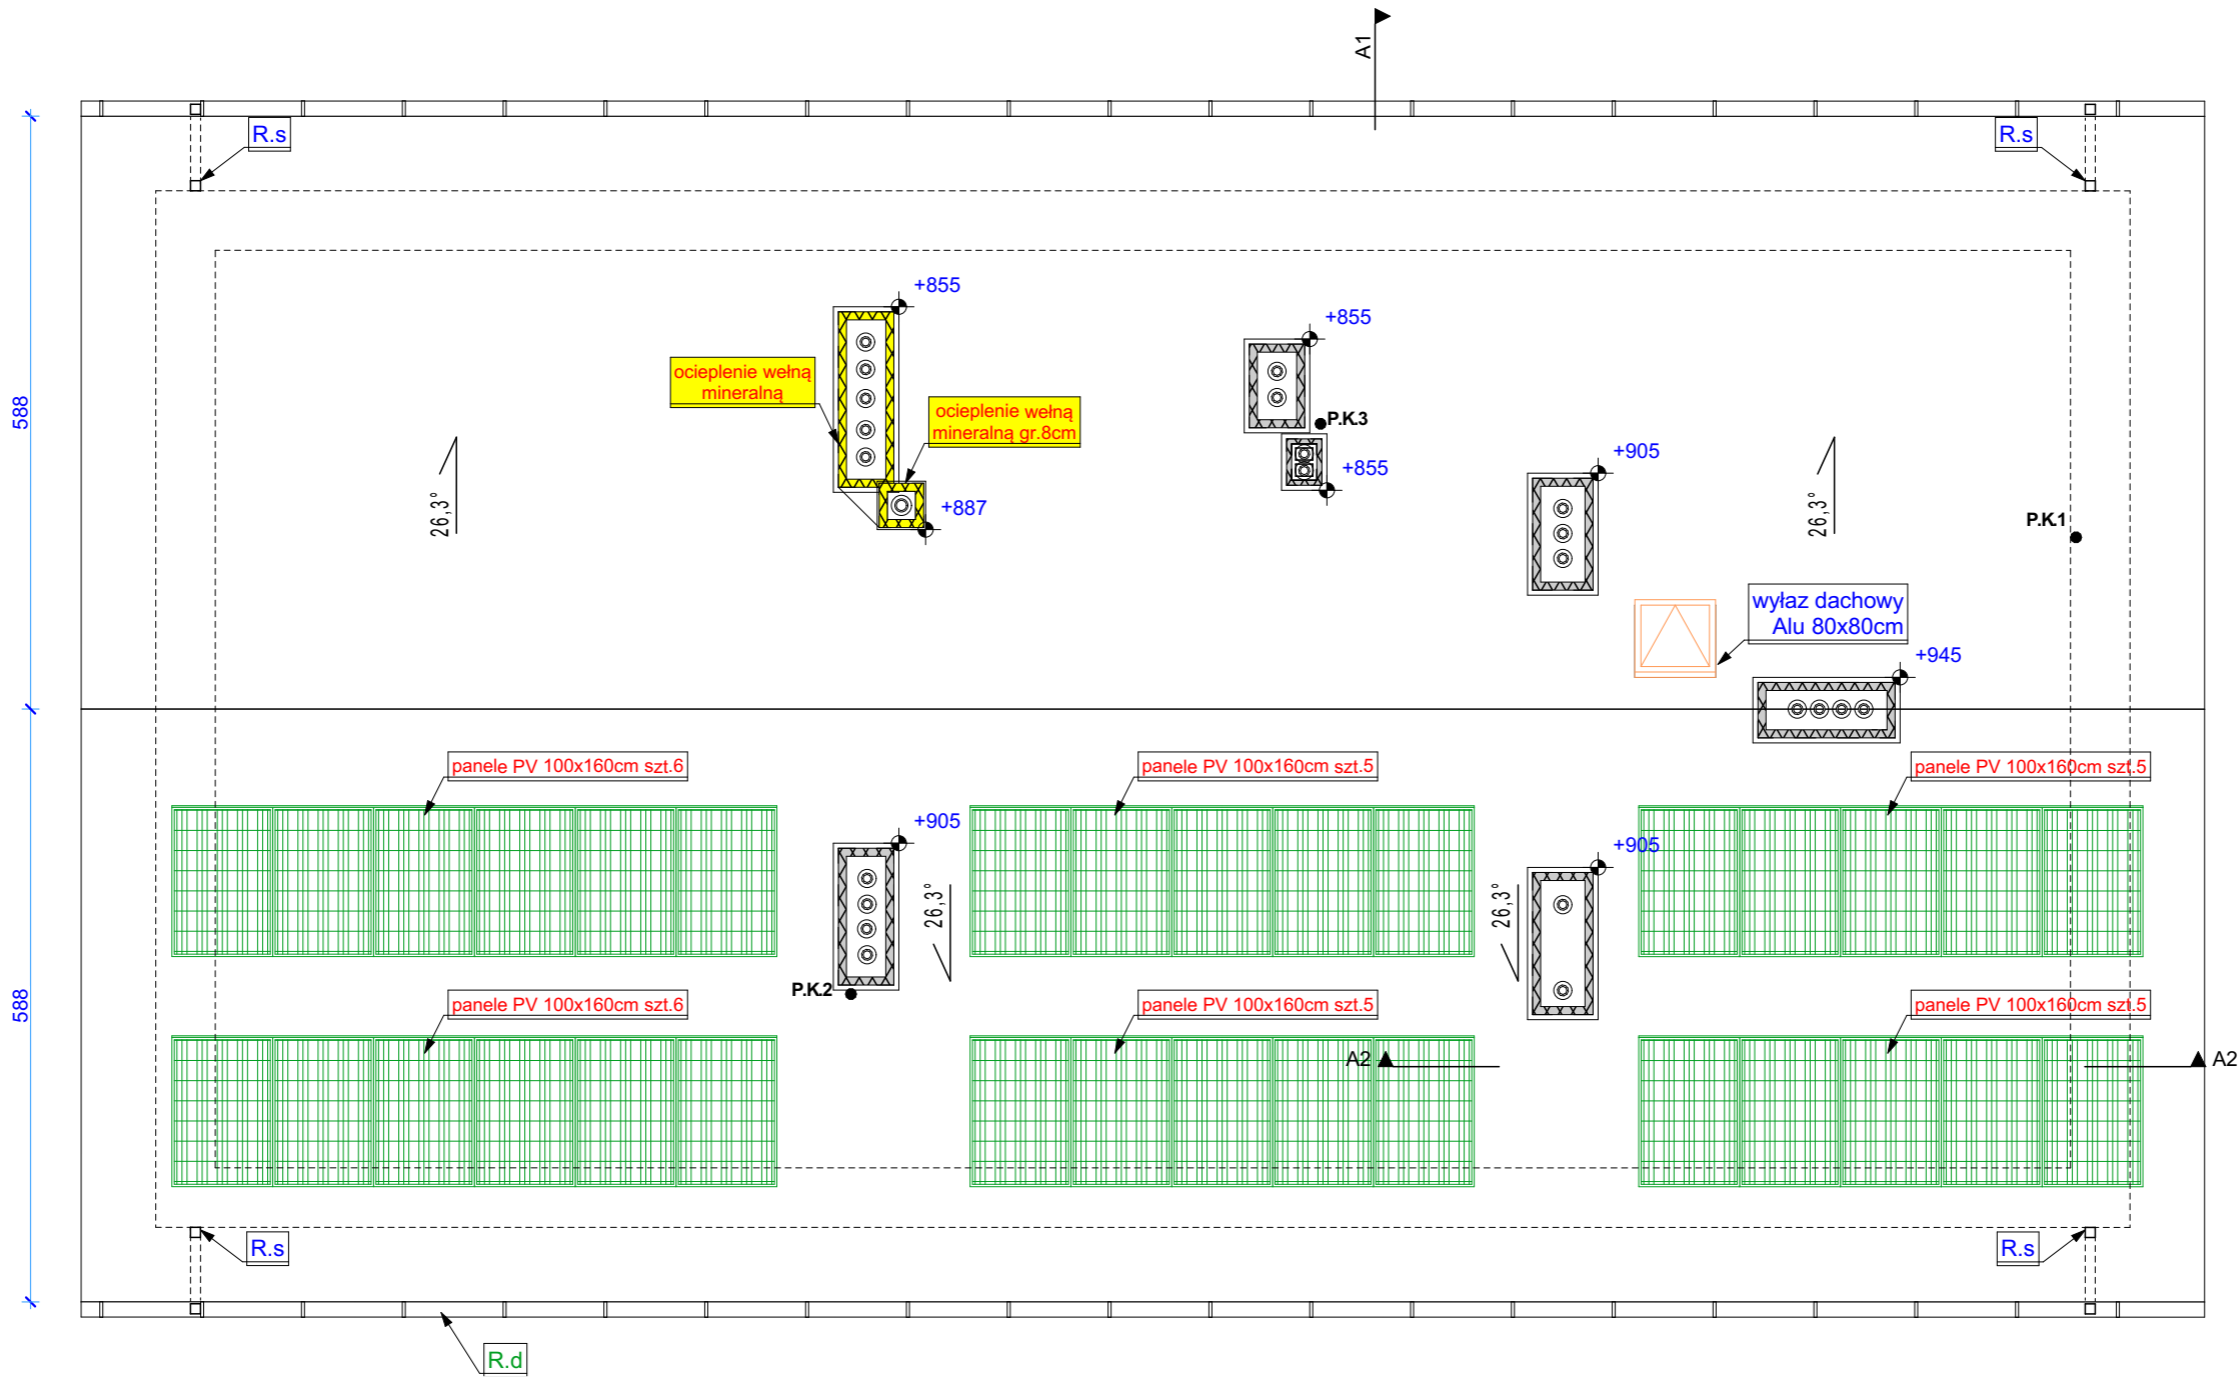 A1
R.s
R.s
+855
+855
ocieplenie wełną
mineralną
ocieplenie wełną
mineralną gr.8cm
P.K.3
588
+855
+905
26,3°
+887
26,3°
P.K.1
wyłaz dachowy
Alu 80x80cm
+945
panele PV 100x160cm szt.6
panele PV 100x160cm szt.5
panele PV 100x160cm szt.5
+905
+905
26,3°
26,3°
P.K.2
588
panele PV 100x160cm szt.6
panele PV 100x160cm szt.5
panele PV 100x160cm szt.5
A2
A2
R.s
R.s
R.d